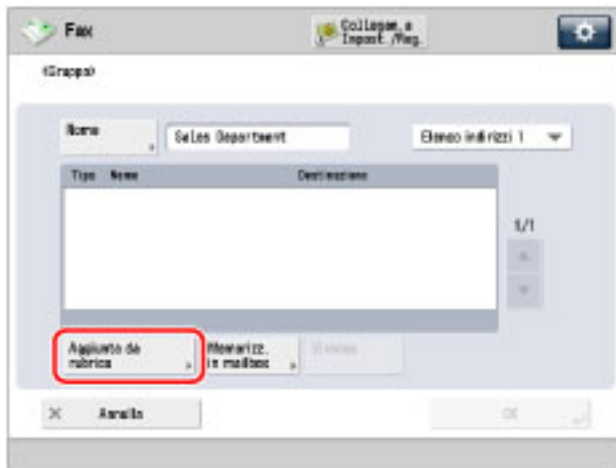 Fax
Collegam.a
Impost./Reg.
<Gruppo>
Nome
Sales Department
Elenco indirizzi 1
Tipo Nome
Destinazione
1/1
Aggiunta da
rubrica
Memorizz.
in mailbox
Annulla
OK